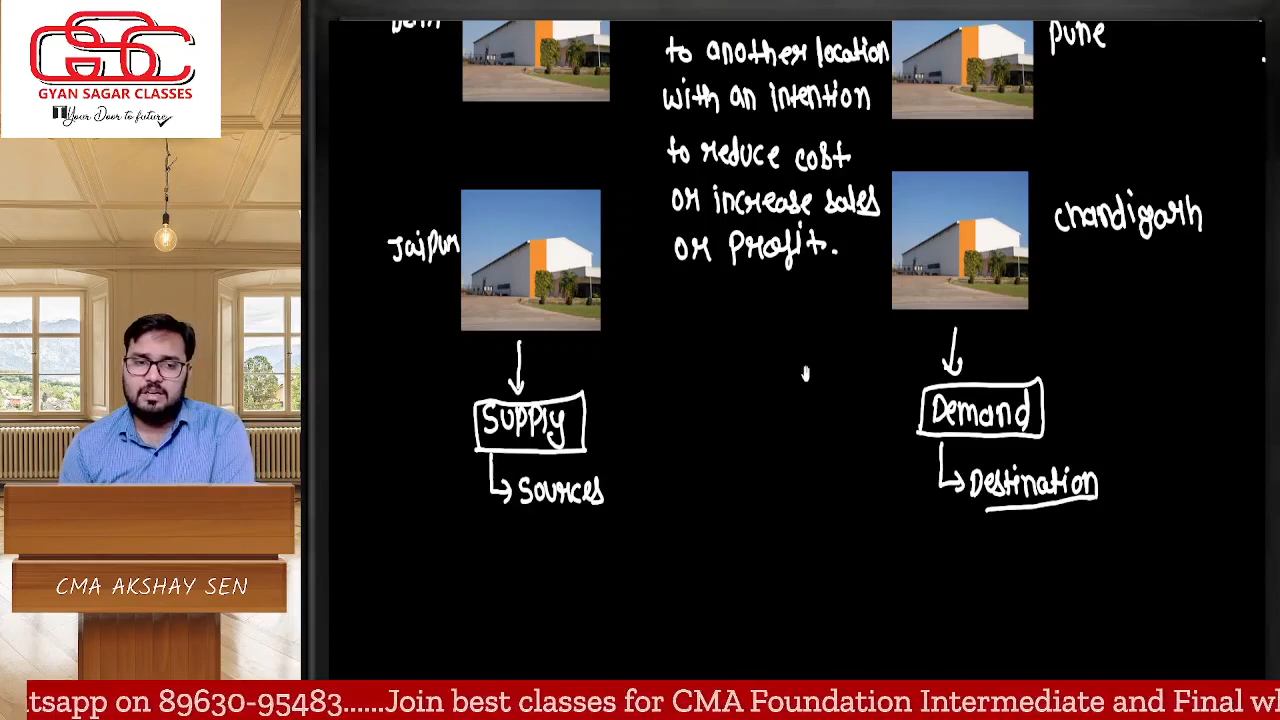 GSC
GYAN SAGAR CLASSES
Your Door to future
Pune
to another location
with an intention
to reduce cost
or increase sales
or Profit.
Jaipur
Chandigarh
Supply
Sources
Demand
Destination
CMA AKSHAY SEN
tsapp on 89630-95483......Join best classes for CMA Foundation Intermediate and Final w